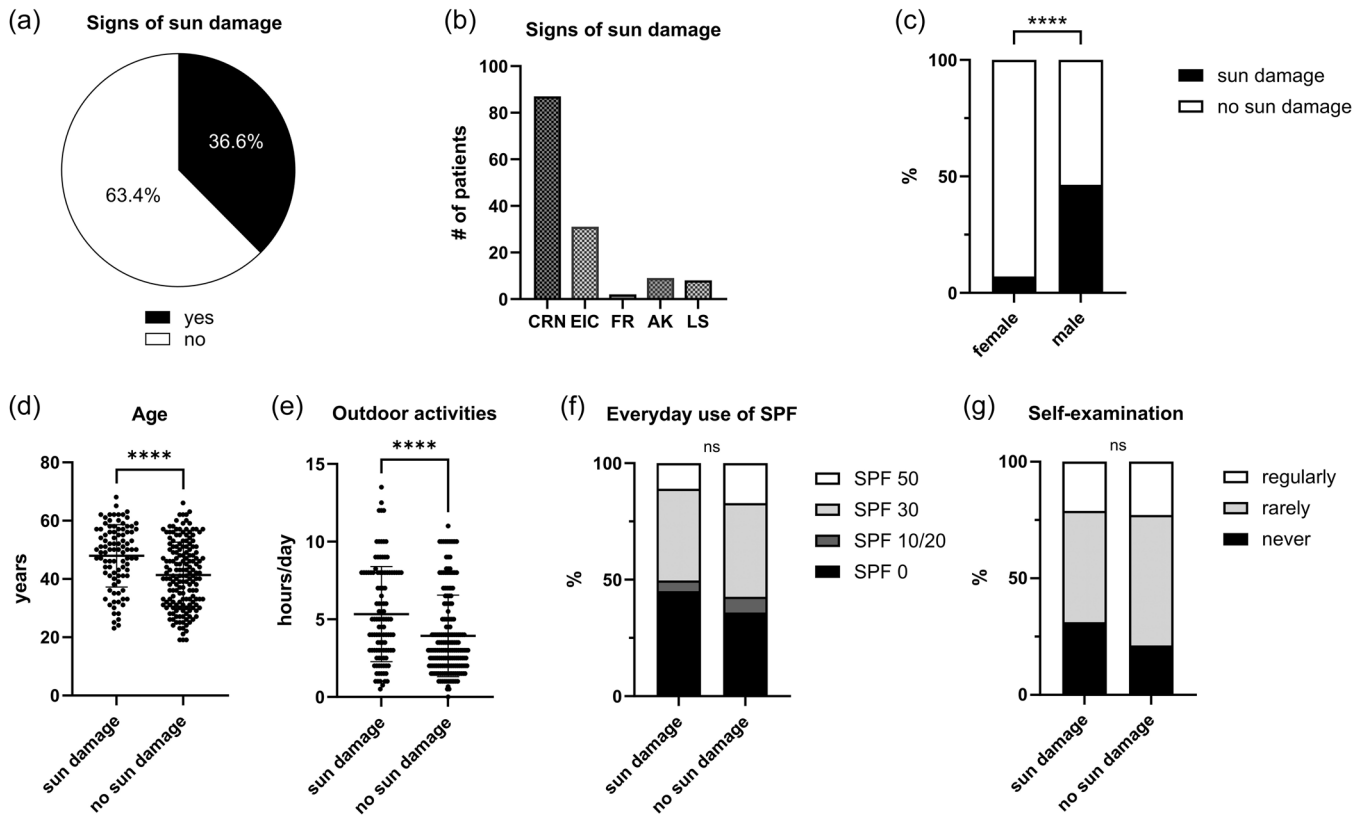 (a)
Signs of sun damage
36.6%
63.4%
yes
no
(b)
Signs of sun damage
# of patients
100
80
60
40
20
0
CRN EIC FR AK LS
(c)
****
%
100
50
0
female
male
sun damage
no sun damage
(d)
Age
****
years
80
60
40
20
0
sun damage
no sun damage
(e)
Outdoor activities
****
hours/day
15
10
5
0
sun damage
no sun damage
(f)
Everyday use of SPF
ns
%
100
50
0
sun damage
no sun damage
SPF 50
SPF 30
SPF 10/20
SPF 0
(g)
Self-examination
ns
%
100
50
0
sun damage
no sun damage
regularly
rarely
never